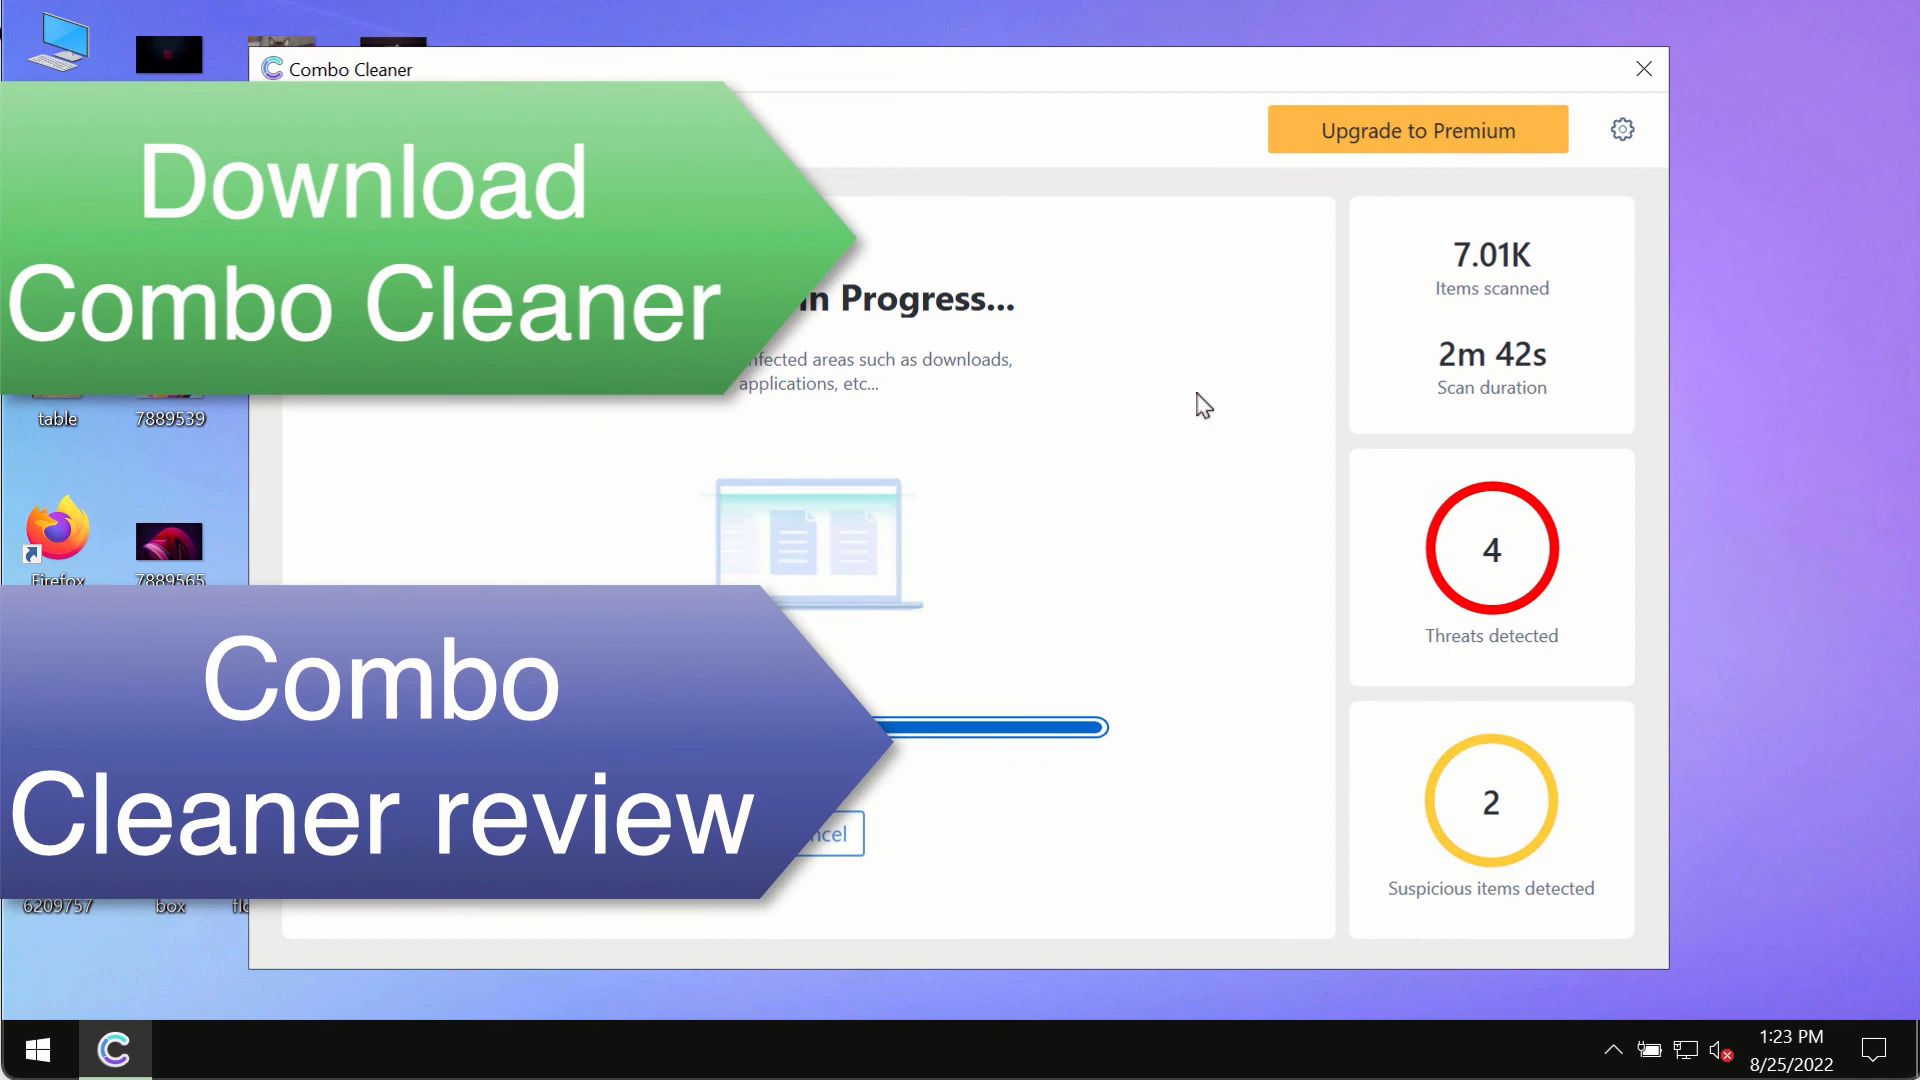 Combo Cleaner
Upgrade to Premium
Download
Combo Cleaner
in Progress...
infected areas such as downloads,
applications, etc...
7.01K
Items scanned
2m 42s
Scan duration
4
Threats detected
2
Suspicious items detected
table
7889539
Firefox
7889565
Combo
Cleaner review
6209757
box
1:23 PM
8/25/2022